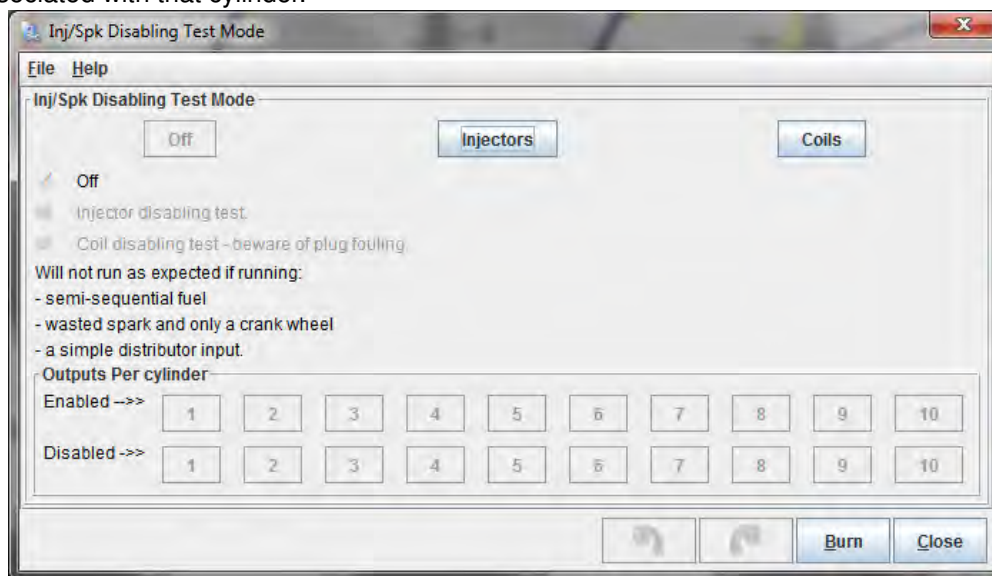 sociated with that cylinder.
Inj/Spk Disabling Test Mode
File Help
Inj/Spk Disabling Test Mode
Off Injectors Coils
Off
Injector disabling test.
Coil disabling test - beware of plug fouling.
Will not run as expected if running:
- semi-sequential fuel
- wasted spark and only a crank wheel
- a simple distributor input.
Outputs Per cylinder
Enabled -->> 1 2 3 4 5 6 7 8 9 10
Disabled ->> 1 2 3 4 5 6 7 8 9 10
Burn Close